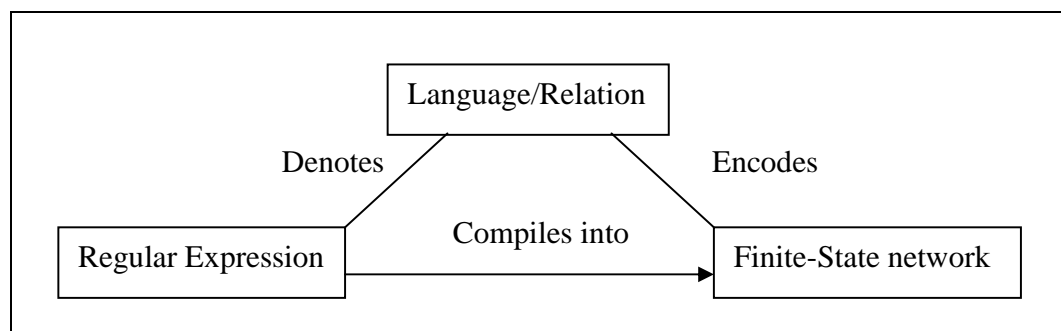 Language/Relation
Denotes
Encodes
Compiles into
Regular Expression
Finite-State network